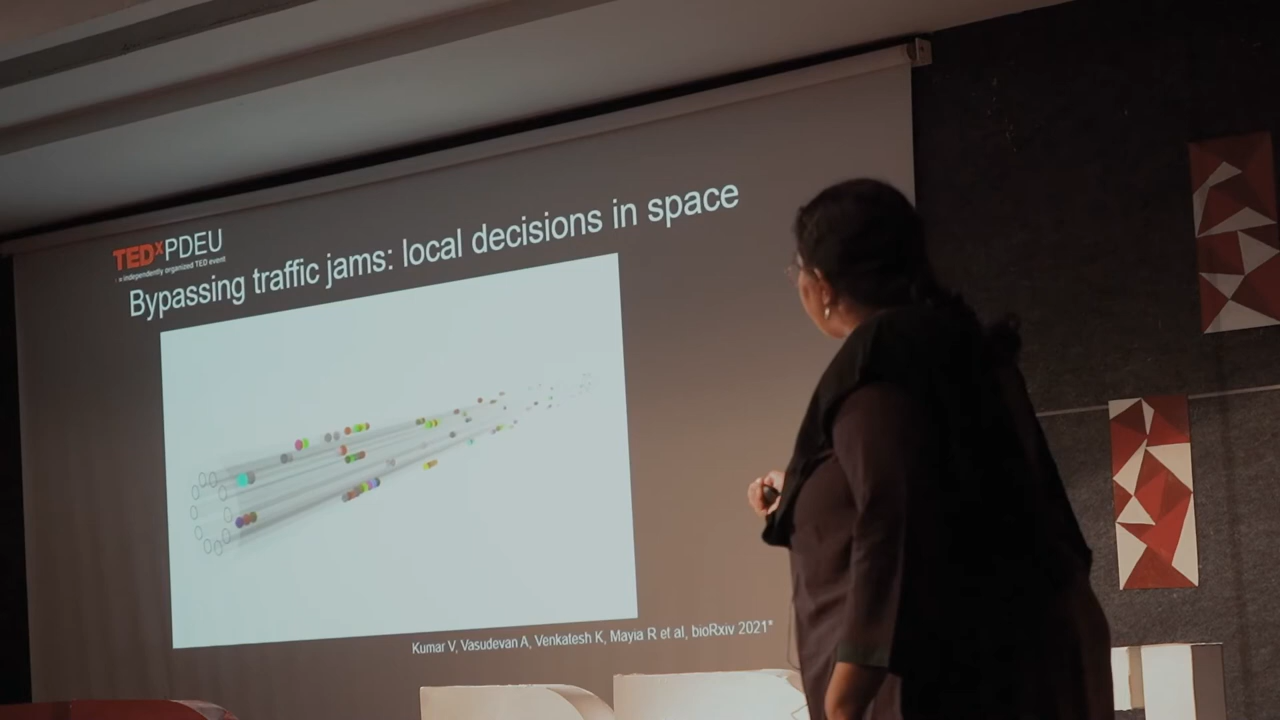 TEDxPDEU
x = independently organized TED event
Bypassing traffic jams: local decisions in space
Kumar V, Vasudevan A, Venkatesh K, Mayia R et al, bioRxiv 2021*